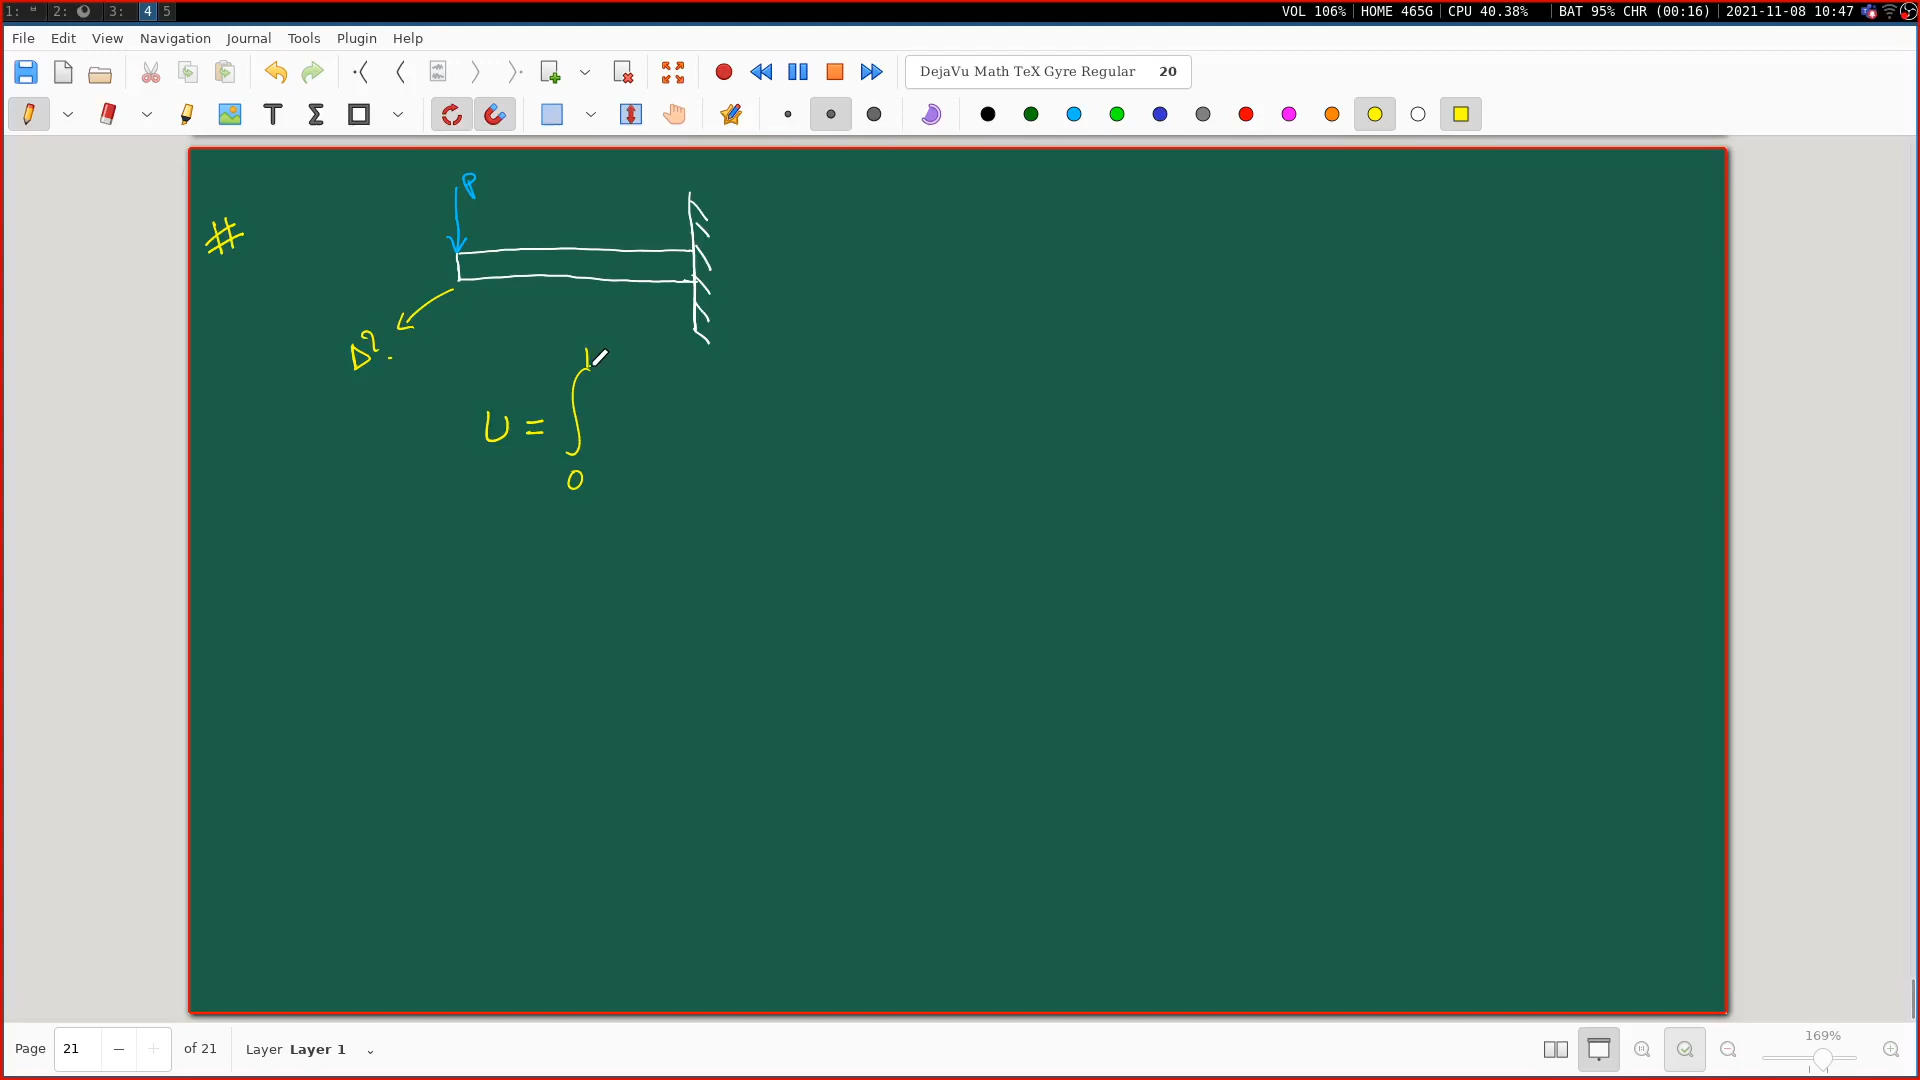 1: 2: 3: 4 5 VOL 106% HOME 465G CPU 40.38% BAT 95% CHR (00:16) 2021-11-08 10:47
File Edit View Navigation Journal Tools Plugin Help
DejaVu Math TeX Gyre Regular 20
T Σ
P
#
Δ?.
U = ∫
0
Page 21 of 21 Layer Layer 1 169%